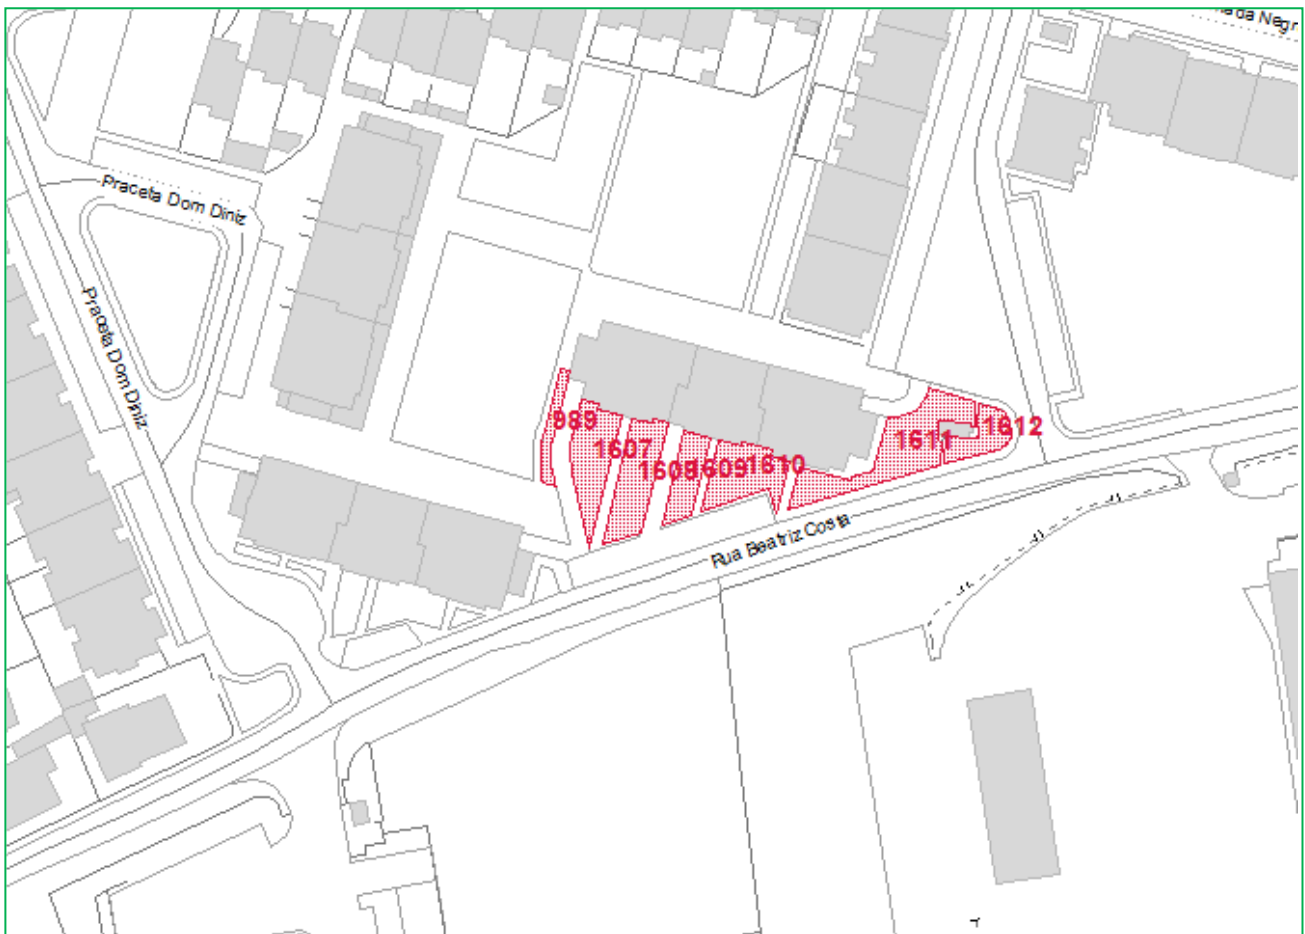 Praceta Dom Diniz
Praceta Dom Diniz
989
1607
1608
1609
1610
1611
1612
Rua Beatriz Costa